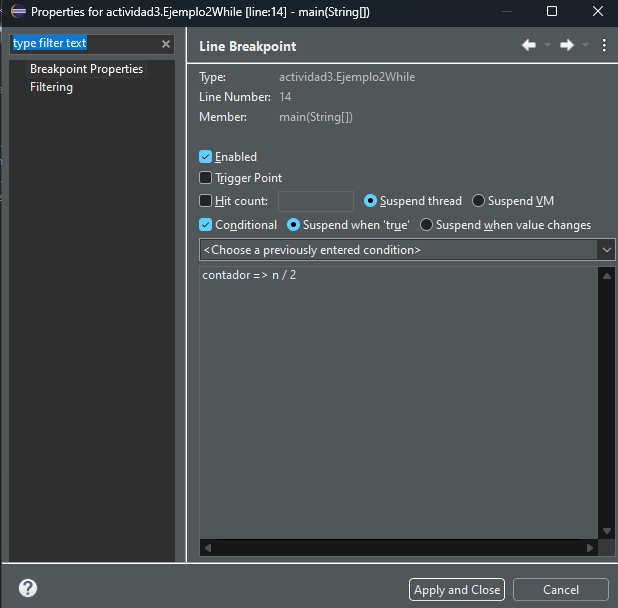 Properties for actividad3.Ejemplo2While [line:14] - main(String[])
type filter text
Breakpoint Properties
Filtering
Line Breakpoint
Type: actividad3.Ejemplo2While
Line Number: 14
Member: main(String[])
Enabled
Trigger Point
Hit count: Suspend thread Suspend VM
Conditional Suspend when 'true' Suspend when value changes
<Choose a previously entered condition>
contador => n / 2
Apply and Close Cancel